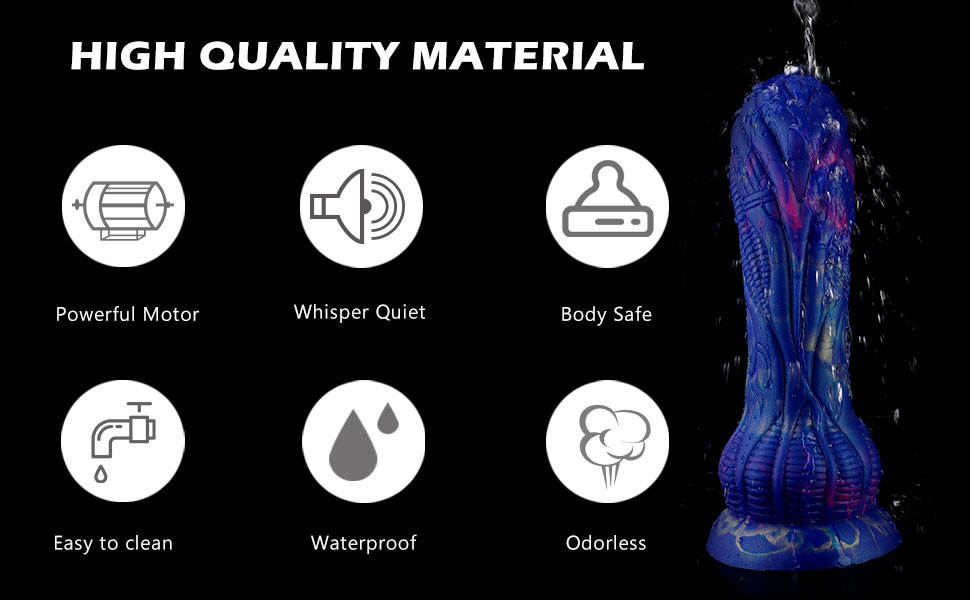 HIGH QUALITY MATERIAL
Powerful Motor
Whisper Quiet
Body Safe
Easy to clean
Waterproof
Odorless